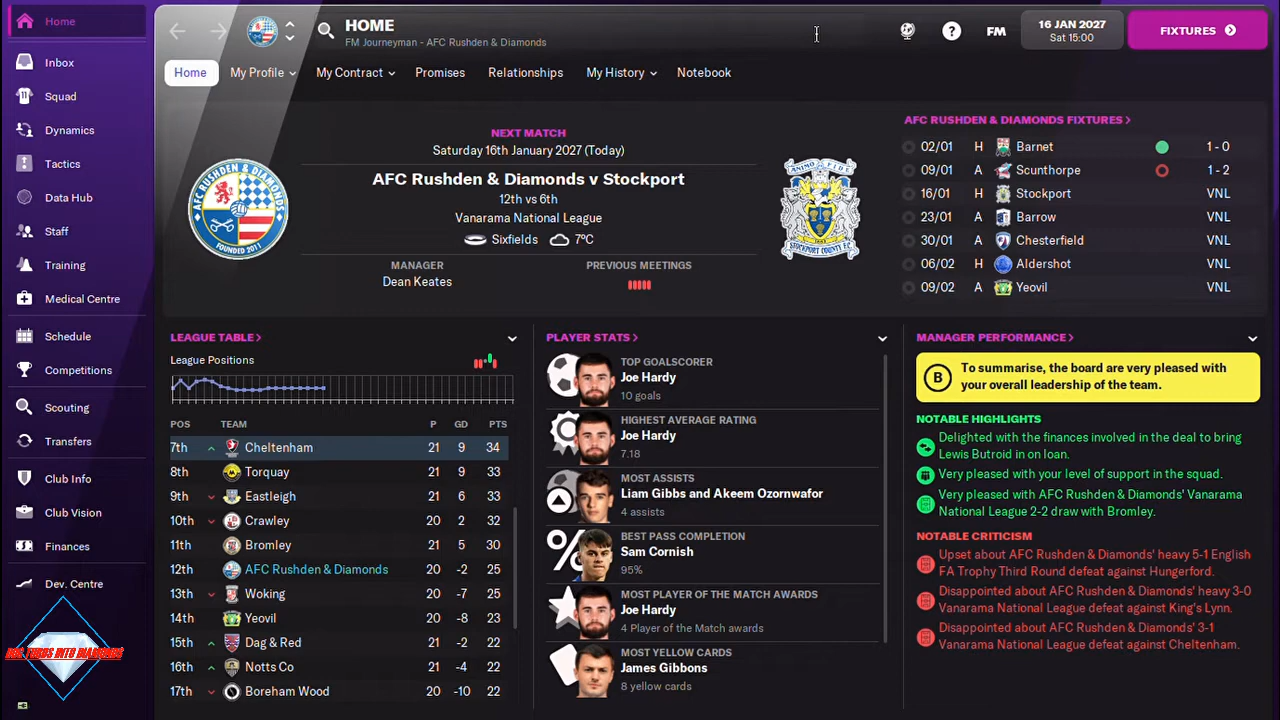 Home
HOME
FM Journeyman - AFC Rushden & Diamonds
?
FM
16 JAN 2027
Sat 15:00
FIXTURES
Home
My Profile
My Contract
Promises
Relationships
My History
Notebook
Inbox
Squad
Dynamics
Tactics
Data Hub
Staff
Training
Medical Centre
Schedule
Competitions
Scouting
Transfers
Club Info
Club Vision
Finances
Dev. Centre
NEXT MATCH
Saturday 16th January 2027 (Today)
AFC RUSHDEN & DIAMONDS
FOUNDED 2011
AFC Rushden & Diamonds v Stockport
12th vs 6th
Vanarama National League
Sixfields 7ºC
MANAGER
Dean Keates
PREVIOUS MEETINGS
AFC RUSHDEN & DIAMONDS FIXTURES >
02/01 H Barnet 1 - 0
09/01 A Scunthorpe 1 - 2
16/01 H Stockport VNL
23/01 A Barrow VNL
30/01 A Chesterfield VNL
06/02 H Aldershot VNL
09/02 A Yeovil VNL
LEAGUE TABLE >
League Positions
POS TEAM P GD PTS
7th Cheltenham 21 9 34
8th Torquay 21 9 33
9th Eastleigh 21 6 33
10th Crawley 20 2 32
11th Bromley 21 5 30
12th AFC Rushden & Diamonds 20 -2 25
13th Woking 20 -7 25
14th Yeovil 20 -8 23
15th Dag & Red 21 -2 22
16th Notts Co 21 -4 22
17th Boreham Wood 20 -10 22
PLAYER STATS >
TOP GOALSCORER
Joe Hardy
10 goals
HIGHEST AVERAGE RATING
Joe Hardy
7.18
MOST ASSISTS
Liam Gibbs and Akeem Ozornwafor
4 assists
BEST PASS COMPLETION
Sam Cornish
95%
MOST PLAYER OF THE MATCH AWARDS
Joe Hardy
4 Player of the Match awards
MOST YELLOW CARDS
James Gibbons
8 yellow cards
MANAGER PERFORMANCE >
B
To summarise, the board are very pleased with
your overall leadership of the team.
NOTABLE HIGHLIGHTS
Delighted with the finances involved in the deal to bring
Lewis Butroid in on loan.
Very pleased with your level of support in the squad.
Very pleased with AFC Rushden & Diamonds' Vanarama
National League 2-2 draw with Bromley.
NOTABLE CRITICISM
Upset about AFC Rushden & Diamonds' heavy 5-1 English
FA Trophy Third Round defeat against Hungerford.
Disappointed about AFC Rushden & Diamonds' heavy 3-0
Vanarama National League defeat against King's Lynn.
Disappointed about AFC Rushden & Diamonds' 3-1
Vanarama National League defeat against Cheltenham.
TURNS INTO DIAMONDS